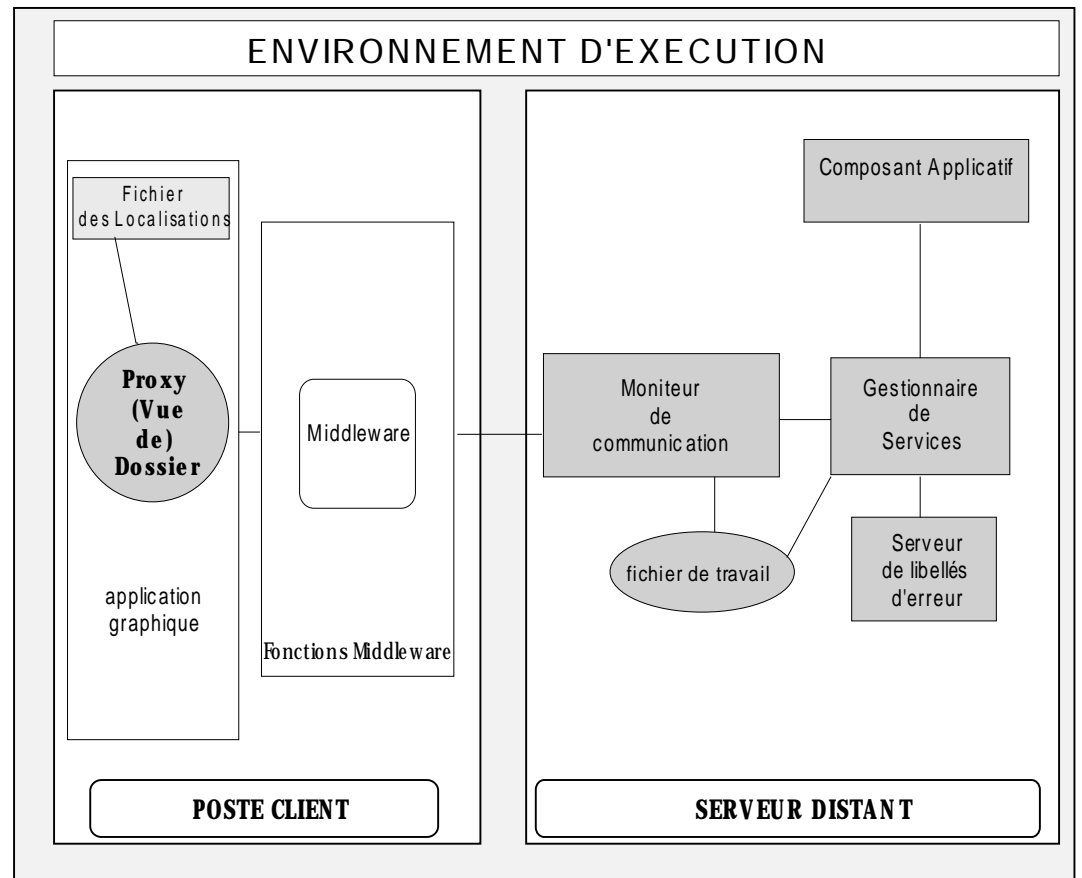 ENVIRONNEMENT D'EXECUTION
Fichier
des Localisations
Proxy
(Vue
de)
Dossier
application
graphique
Middleware
Fonctions Middleware
POSTE CLIENT
Composant Applicatif
Moniteur
de
communication
Gestionnaire
de
Services
fichier de travail
Serveur
de libellés
d'erreur
SERVEUR DISTANT